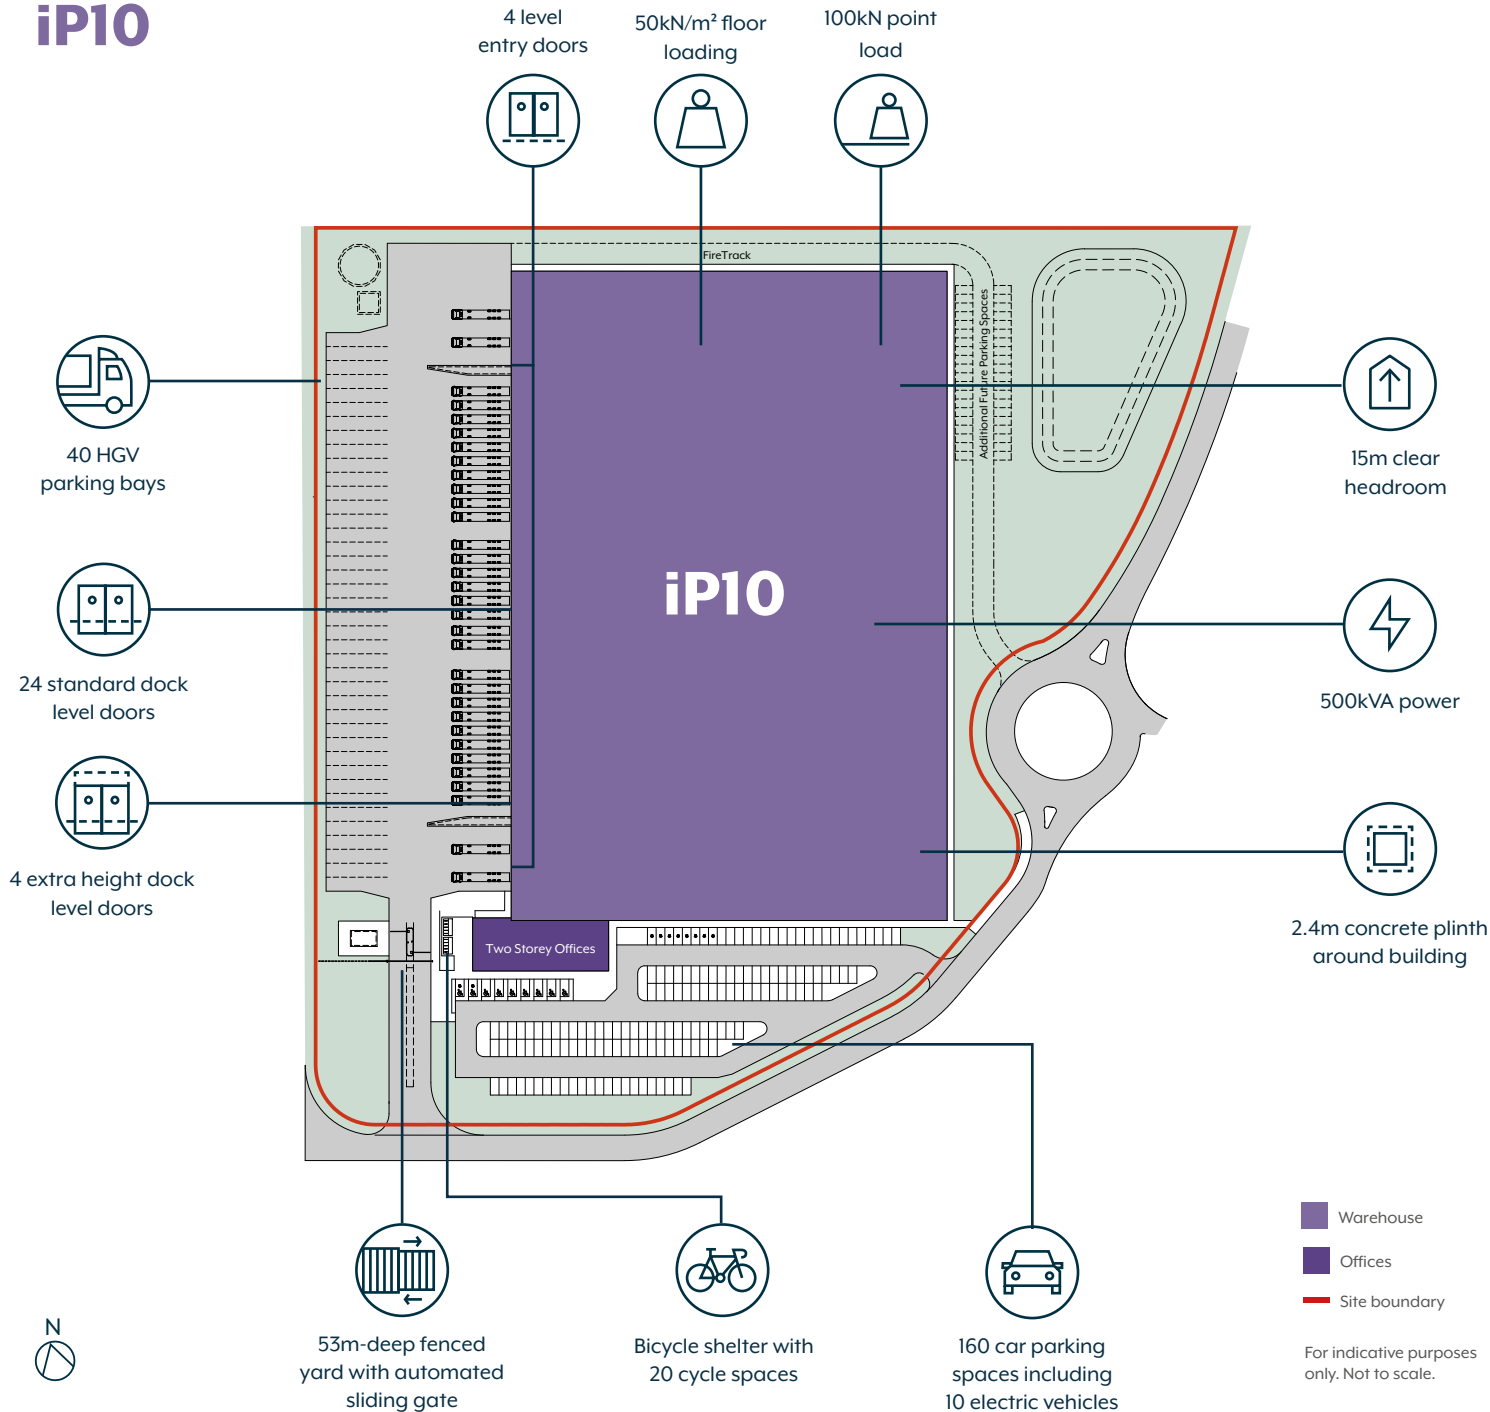 iP10
4 level
entry doors
50kN/m² floor
loading
100kN point
load
FireTrack
Additional Future Parking Spaces
40 HGV
parking bays
15m clear
headroom
iP10
24 standard dock
level doors
500kVA power
4 extra height dock
level doors
2.4m concrete plinth
around building
Two Storey Offices
Warehouse
Offices
Site boundary
For indicative purposes
only. Not to scale.
N
53m-deep fenced
yard with automated
sliding gate
Bicycle shelter with
20 cycle spaces
160 car parking
spaces including
10 electric vehicles